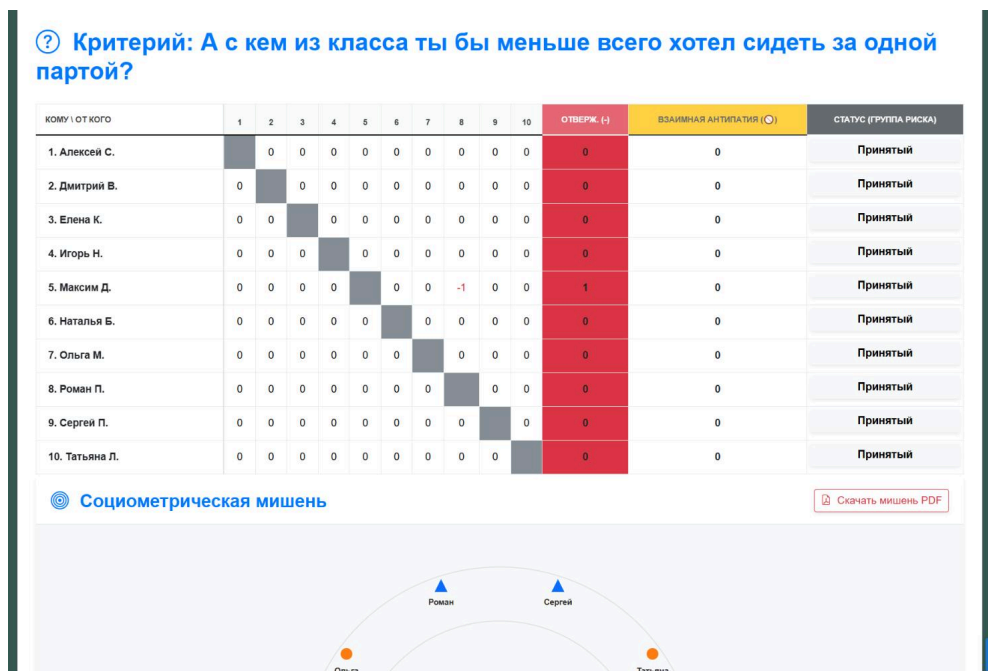 Критерий: А с кем из класса ты бы меньше всего хотел сидеть за одной
партой?
КОМУ \ ОТ КОГО 1 2 3 4 5 6 7 8 9 10 ОТВЕРЖ. (-) ВЗАИМНАЯ АНТИПАТИЯ ( ) СТАТУС (ГРУППА РИСКА)
1. Алексей С. 0 0 0 0 0 0 0 0 0 0 0 Принятый
2. Дмитрий В. 0 0 0 0 0 0 0 0 0 0 0 Принятый
3. Елена К. 0 0 0 0 0 0 0 0 0 0 0 Принятый
4. Игорь Н. 0 0 0 0 0 0 0 0 0 0 0 Принятый
5. Максим Д. 0 0 0 0 0 0 -1 0 0 1 0 Принятый
6. Наталья Б. 0 0 0 0 0 0 0 0 0 0 0 Принятый
7. Ольга М. 0 0 0 0 0 0 0 0 0 0 0 Принятый
8. Роман П. 0 0 0 0 0 0 0 0 0 0 0 Принятый
9. Сергей П. 0 0 0 0 0 0 0 0 0 0 0 Принятый
10. Татьяна Л. 0 0 0 0 0 0 0 0 0 0 0 Принятый
Социометрическая мишень
Скачать мишень PDF
Роман Сергей
Ольга Татьяна